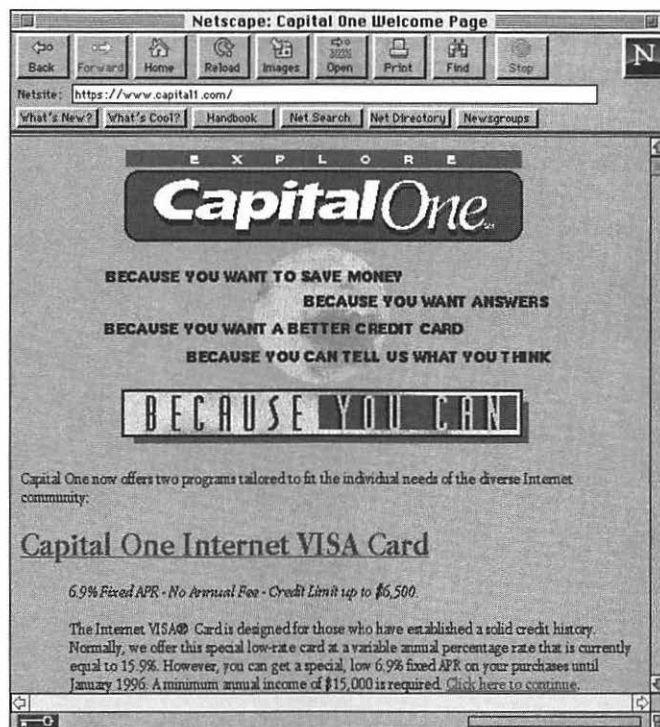 Netscape: Capital One Welcome Page
Back Forward Home Reload Images Open Print Find Stop N
Netsite: https://www.capital1.com/
What's New? What's Cool? Handbook Net Search Net Directory Newsgroups
EXPLORE
CapitalOne
BECAUSE YOU WANT TO SAVE MONEY
BECAUSE YOU WANT ANSWERS
BECAUSE YOU WANT A BETTER CREDIT CARD
BECAUSE YOU CAN TELL US WHAT YOU THINK
BECAUSE YOU CAN
Capital One now offers two programs tailored to fit the individual needs of the diverse Internet
community:
Capital One Internet VISA Card
6.9% Fixed APR - No Annual Fee - Credit Limit up to $6,500.
The Internet VISA® Card is designed for those who have established a solid credit history.
Normally, we offer this special low-rate card at a variable annual percentage rate that is currently
equal to 15.9%. However, you can get a special, low 6.9% fixed APR on your purchases until
January 1996. A minimum annual income of $15,000 is required. Click here to continue.